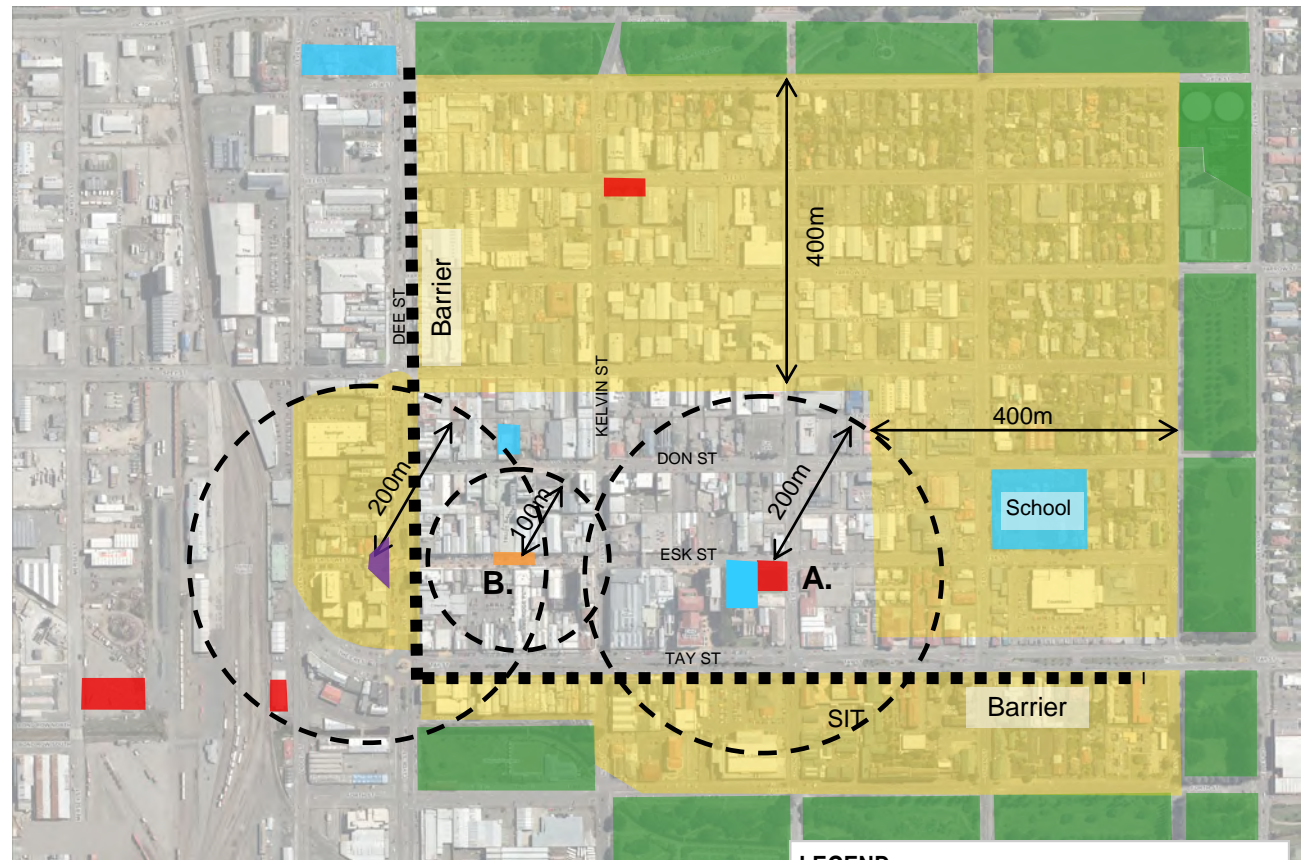 400m
Barrier
DEE ST
KELVIN ST
400m
DON ST
200m
200m
100m
School
ESK ST
B.
A.
TAY ST
SIT
Barrier
LEGEND